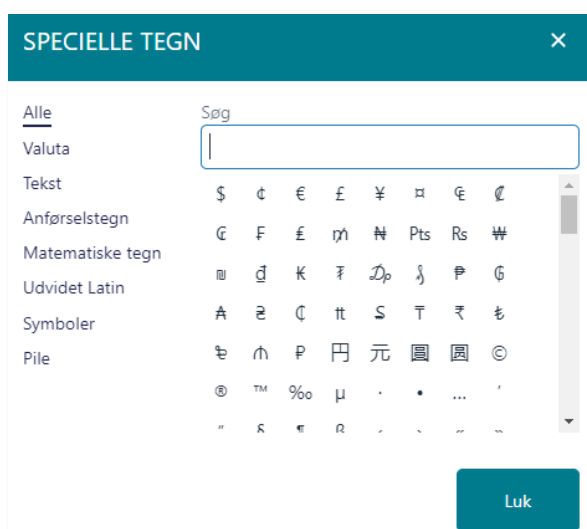 SPECIELLE TEGN ×
Alle
Valuta
Tekst
Anførselstegn
Matematiske tegn
Udvidet Latin
Symboler
Pile
Søg
$ ¢ € £ ¥ ¤ ₠ ₡
₢ ₣ ₤ ₥ ₦ ₧ ₨ ₩
₪ ₫ ₭ ₮ ₯ ₰ ₱ ₲
₳ ₴ ₵ ₶ ₷ ₸ ₹ ₺
₻ ₼ ₽ 円 元 圓 圆 ©
® ™ ‰ µ · • … ′
″ § ¶ ß ‹ › « »
Luk